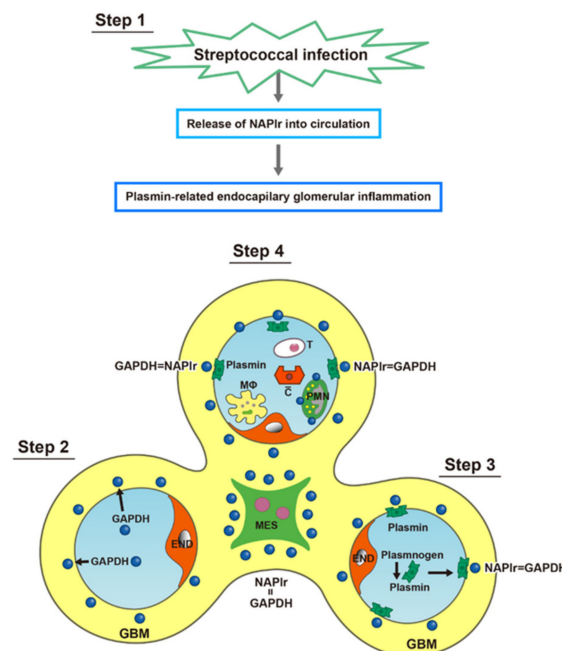 Step 1
Streptococcal infection
Release of NAPlr into circulation
Plasmin-related endocapilary glomerular inflammation
Step 4
GAPDH=NAPlr
Plasmin
T
NAPlr=GAPDH
MΦ
C̅
PMN
Step 2
GAPDH
GAPDH
END
GBM
MES
NAPlr
=
GAPDH
Step 3
Plasmin
END
Plasmnogen
Plasmin
NAPlr=GAPDH
GBM